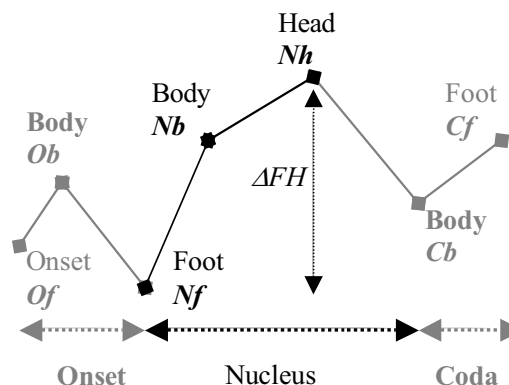 Head
Nh
Body
Nb
Foot
Cf
Body
Ob
ΔFH
Body
Cb
Onset
Of
Foot
Nf
Onset
Nucleus
Coda